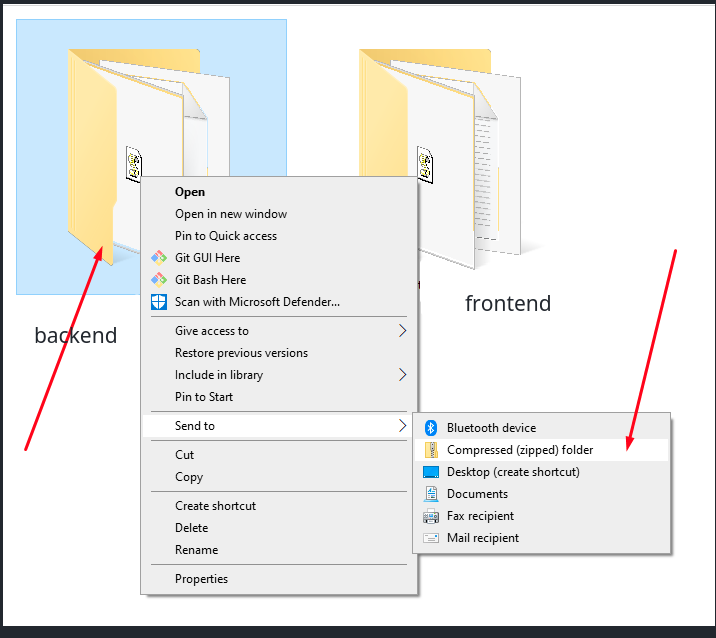 backend
frontend
Open
Open in new window
Pin to Quick access
Git GUI Here
Git Bash Here
Scan with Microsoft Defender...
Give access to
Restore previous versions
Include in library
Pin to Start
Send to
Cut
Copy
Create shortcut
Delete
Rename
Properties
Bluetooth device
Compressed (zipped) folder
Desktop (create shortcut)
Documents
Fax recipient
Mail recipient